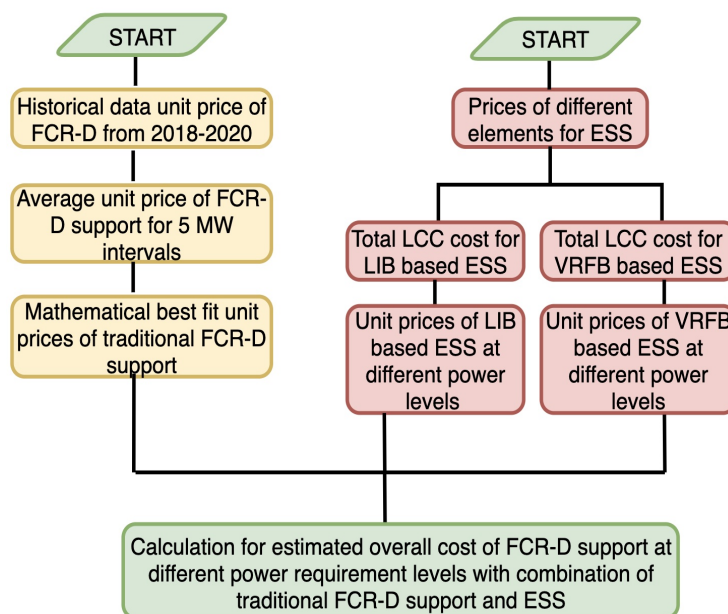 START
Historical data unit price of
FCR-D from 2018-2020
Average unit price of FCR-
D support for 5 MW
intervals
Mathematical best fit unit
prices of traditional FCR-D
support
START
Prices of different
elements for ESS
Total LCC cost for
LIB based ESS
Unit prices of LIB
based ESS at
different power
levels
Total LCC cost for
VRFB based ESS
Unit prices of VRFB
based ESS at
different power
levels
Calculation for estimated overall cost of FCR-D support at
different power requirement levels with combination of
traditional FCR-D support and ESS